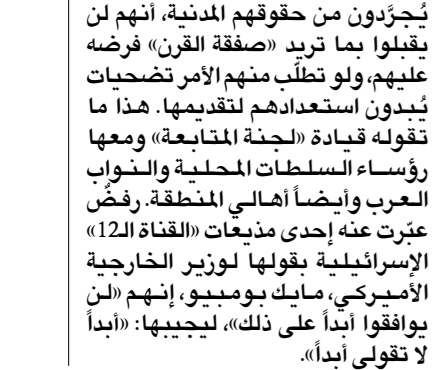 يُجرَّدون من حقوقهم المدنية، أنهم لن
يقبلوا بما تريد «صفقة القرن» فرضه
عليهم، ولو تطلّب منهم الأمر تضحيات
يُبدون استعدادهم لتقديمها. هذا ما
تقوله قيادة «لجنة المتابعة» ومعها
رؤساء السلطات المحلية والنواب
العرب وأيضاً أهالي المنطقة. رفضٌ
عبّرت عنه إحدى مذيعات «القناة الـ12»
الإسرائيلية بقولها لوزير الخارجية
الأميركي، مايك بومبيو، إنهم «لن
يوافقوا أبداً على ذلك»، ليجيبها: «أبداً
لا تقولي أبداً».